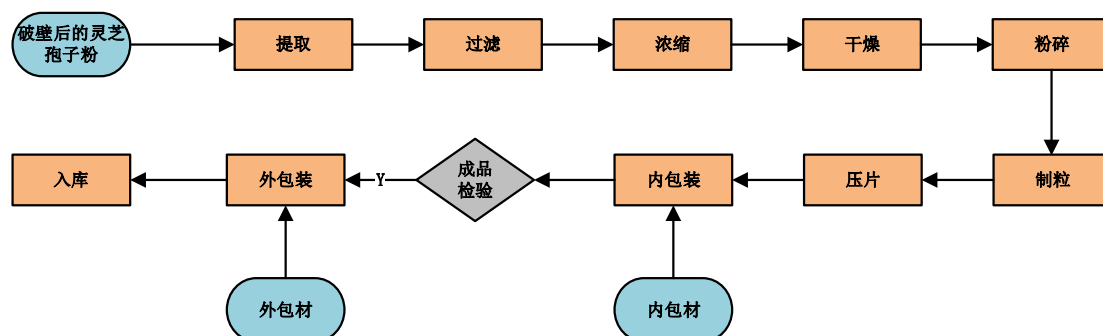 破壁后的灵芝
孢子粉
提取
过滤
浓缩
干燥
粉碎
入库
外包装
Y
成品
检验
内包装
压片
制粒
外包材
内包材